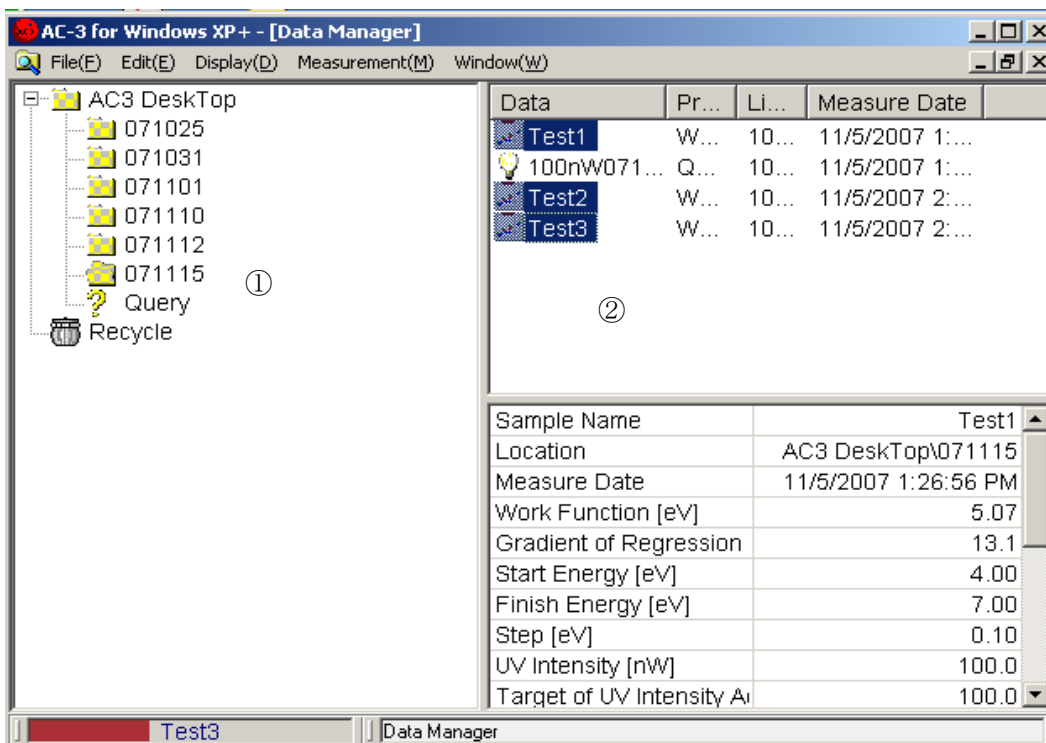 AC-3 for Windows XP+ - [Data Manager]
File(F) Edit(E) Display(D) Measurement(M) Window(W)
AC3 DeskTop
071025
071031
071101
071110
071112
071115
Query
Recycle
①
Data Pr... Li... Measure Date
Test1 W... 10... 11/5/2007 1:...
100nW071... Q... 10... 11/5/2007 1:...
Test2 W... 10... 11/5/2007 2:...
Test3 W... 10... 11/5/2007 2:...
②
Sample Name Test1
Location AC3 DeskTop\071115
Measure Date 11/5/2007 1:26:56 PM
Work Function [eV] 5.07
Gradient of Regression 13.1
Start Energy [eV] 4.00
Finish Energy [eV] 7.00
Step [eV] 0.10
UV Intensity [nW] 100.0
Target of UV Intensity 100.0
Test3 Data Manager